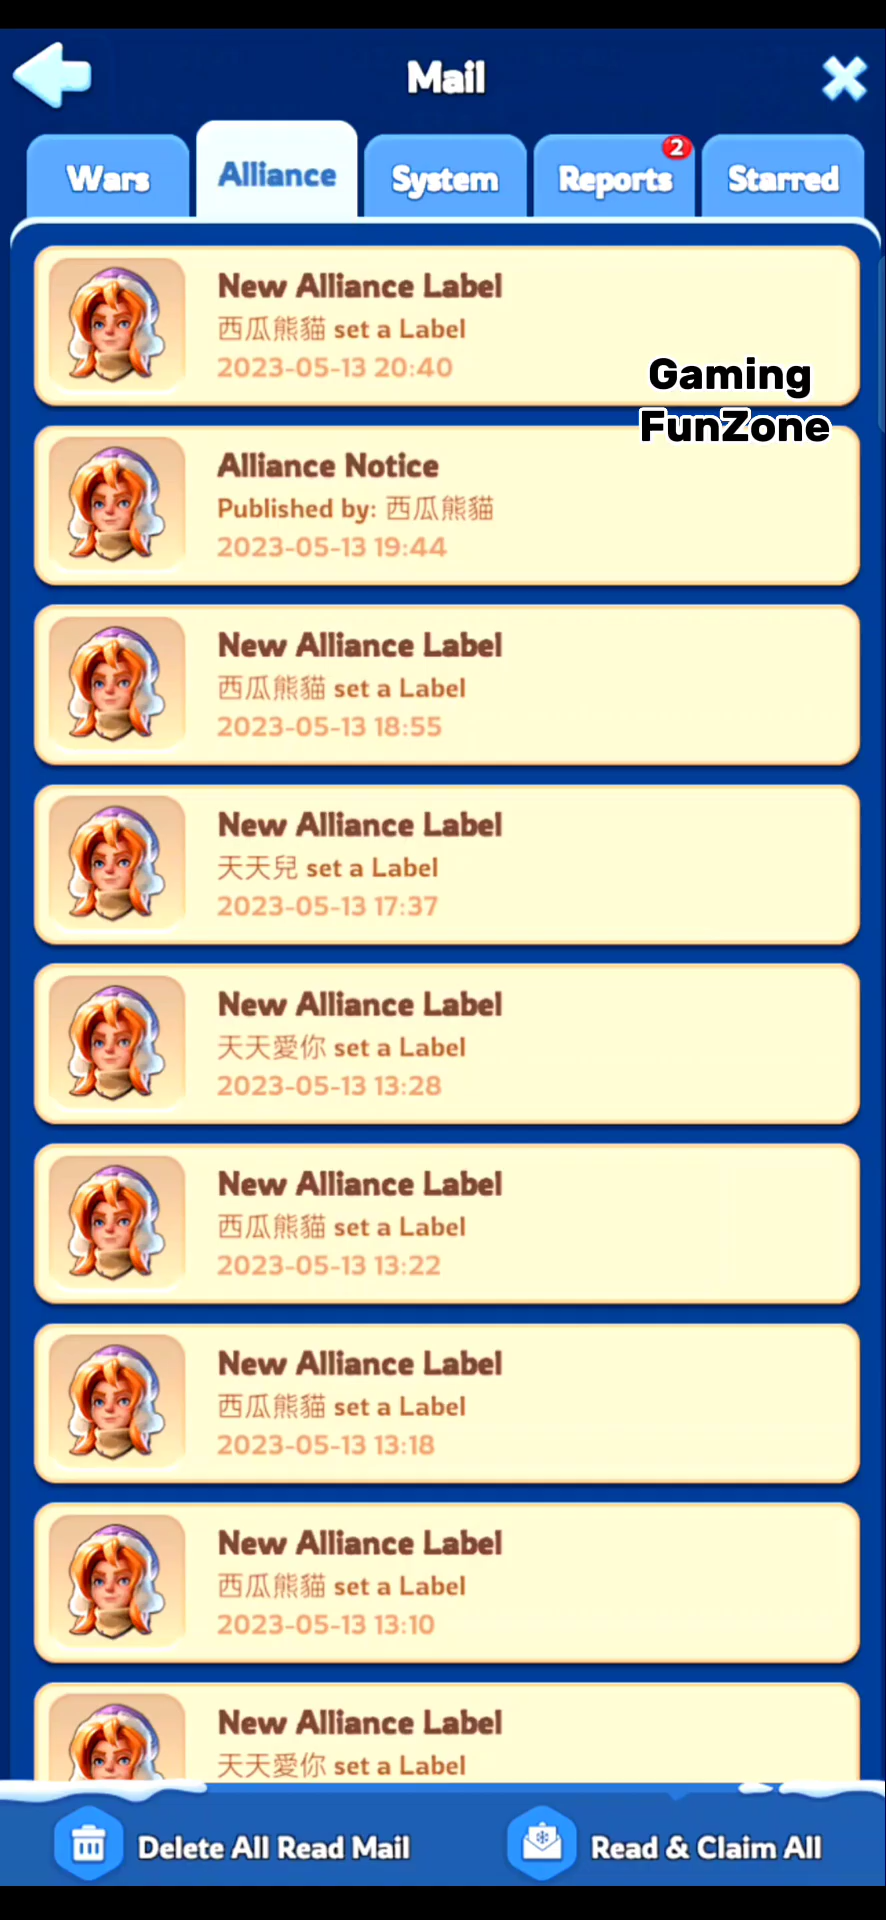 Mail
Wars
Alliance
System
Reports
2
Starred
New Alliance Label
西瓜熊貓 set a Label
2023-05-13 20:40
Gaming
FunZone
Alliance Notice
Published by: 西瓜熊貓
2023-05-13 19:44
New Alliance Label
西瓜熊貓 set a Label
2023-05-13 18:55
New Alliance Label
天天兒 set a Label
2023-05-13 17:37
New Alliance Label
天天愛你 set a Label
2023-05-13 13:28
New Alliance Label
西瓜熊貓 set a Label
2023-05-13 13:22
New Alliance Label
西瓜熊貓 set a Label
2023-05-13 13:18
New Alliance Label
西瓜熊貓 set a Label
2023-05-13 13:10
New Alliance Label
天天愛你 set a Label
Delete All Read Mail
Read & Claim All